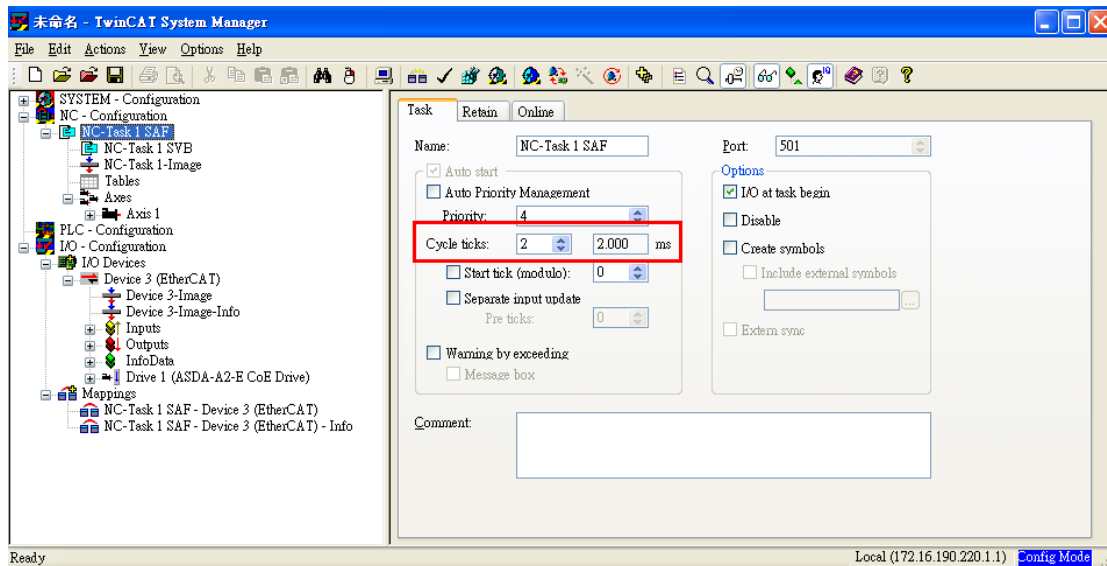 未命名 - TwinCAT System Manager
File Edit Actions View Options Help
SYSTEM - Configuration
NC - Configuration
NC-Task 1 SAF
NC-Task 1 SVB
NC-Task 1-Image
Tables
Axes
Axis 1
PLC - Configuration
I/O - Configuration
I/O Devices
Device 3 (EtherCAT)
Device 3-Image
Device 3-Image-Info
Inputs
Outputs
InfoData
Drive 1 (ASDA-A2-E CoE Drive)
Mappings
NC-Task 1 SAF - Device 3 (EtherCAT)
NC-Task 1 SAF - Device 3 (EtherCAT) - Info
Task Retain Online
Name: NC-Task 1 SAF Port: 501
Auto start
Auto Priority Management
Priority: 4
Cycle ticks: 2 2.000 ms
Start tick (modulo): 0
Separate input update
Pre ticks: 0
Warning by exceeding
Message box
Options
I/O at task begin
Disable
Create symbols
Include external symbols
...
Extern sync
Comment:
Ready Local (172.16.190.220.1.1) Config Mode